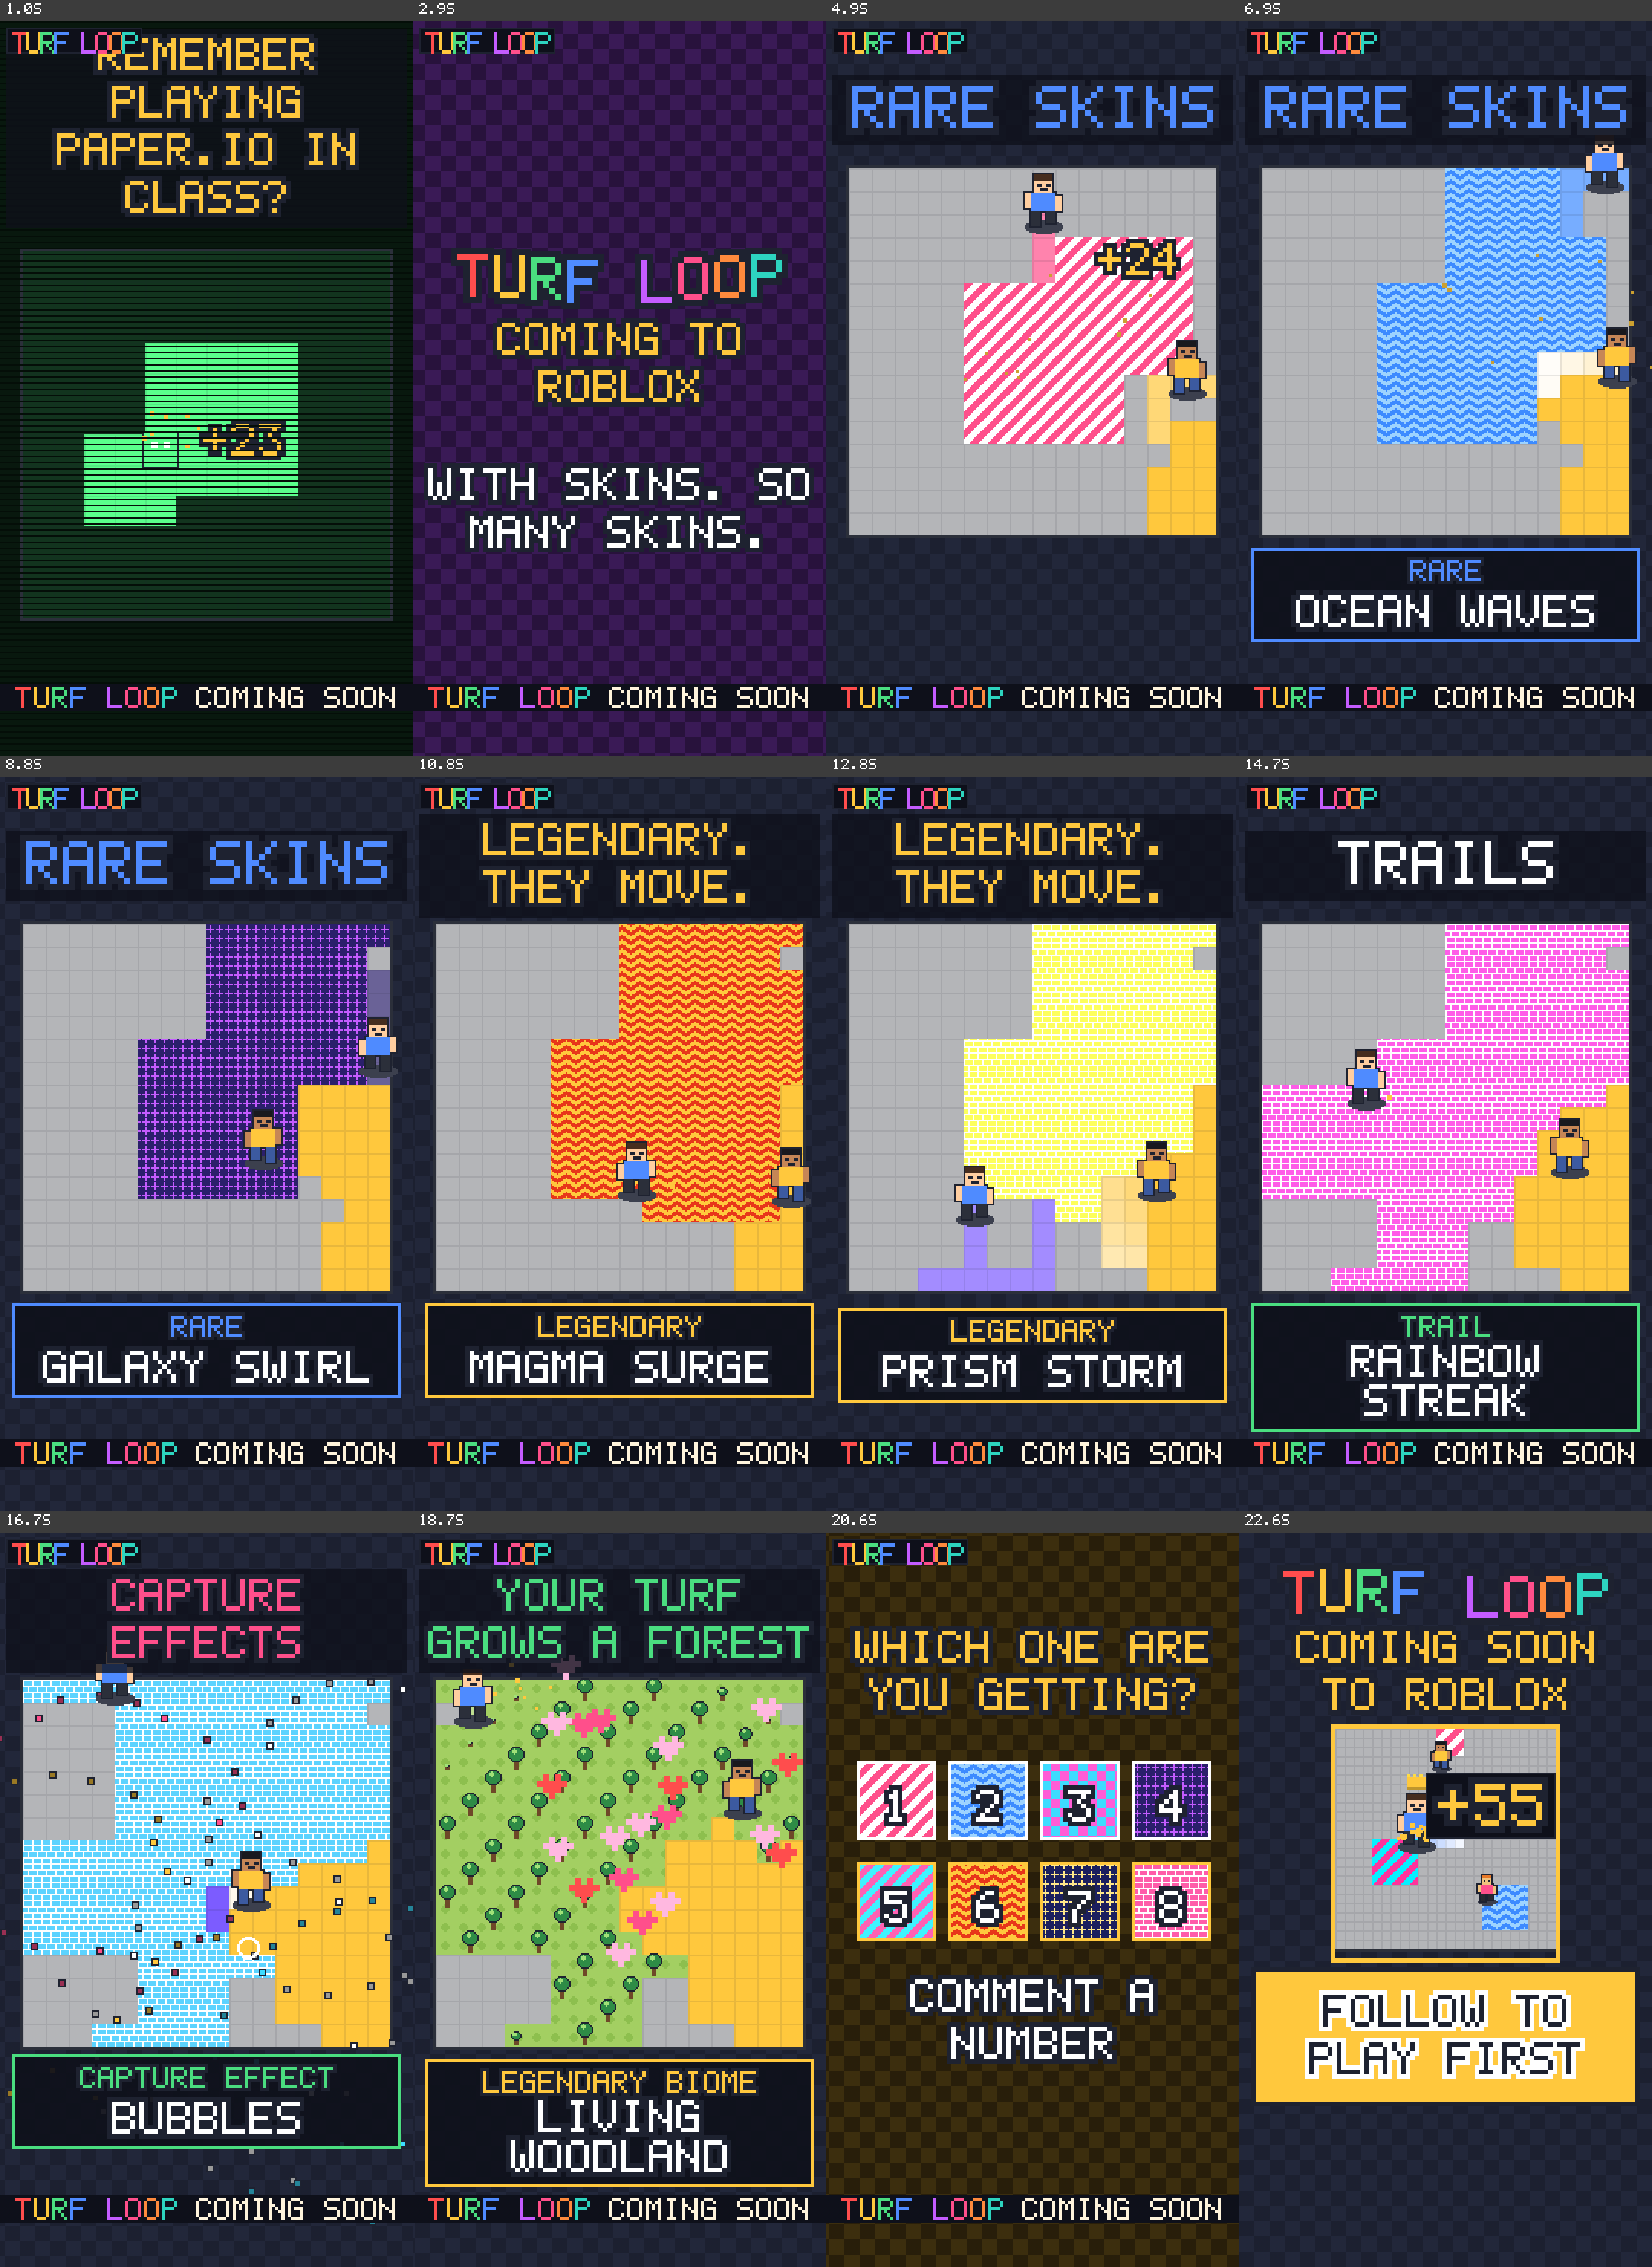 1.0S
TURF LOOP
REMEMBER
PLAYING
PAPER.IO IN
CLASS?
+23
TURF LOOP COMING SOON
2.9S
TURF LOOP
TURF LOOP
COMING TO
ROBLOX
WITH SKINS. SO
MANY SKINS.
TURF LOOP COMING SOON
4.9S
TURF LOOP
RARE SKINS
+24
TURF LOOP COMING SOON
6.9S
TURF LOOP
RARE SKINS
RARE
OCEAN WAVES
TURF LOOP COMING SOON
8.8S
TURF LOOP
RARE SKINS
RARE
GALAXY SWIRL
TURF LOOP COMING SOON
10.8S
TURF LOOP
LEGENDARY.
THEY MOVE.
LEGENDARY
MAGMA SURGE
TURF LOOP COMING SOON
12.8S
TURF LOOP
LEGENDARY.
THEY MOVE.
LEGENDARY
PRISM STORM
TURF LOOP COMING SOON
14.7S
TURF LOOP
TRAILS
TRAIL
RAINBOW
STREAK
TURF LOOP COMING SOON
16.7S
TURF LOOP
CAPTURE
EFFECTS
CAPTURE EFFECT
BUBBLES
TURF LOOP COMING SOON
18.7S
TURF LOOP
YOUR TURF
GROWS A FOREST
LEGENDARY BIOME
LIVING
WOODLAND
TURF LOOP COMING SOON
20.6S
TURF LOOP
WHICH ONE ARE
YOU GETTING?
1 2 3 4
5 6 7 8
COMMENT A
NUMBER
TURF LOOP COMING SOON
22.6S
TURF LOOP
COMING SOON
TO ROBLOX
+55
FOLLOW TO
PLAY FIRST